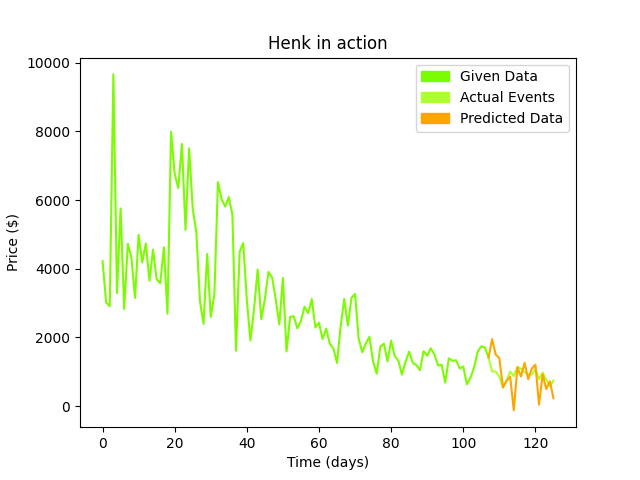 Henk in action
Given Data
Actual Events
Predicted Data
Price ($)
10000
8000
6000
4000
2000
0
0 20 40 60 80 100 120
Time (days)